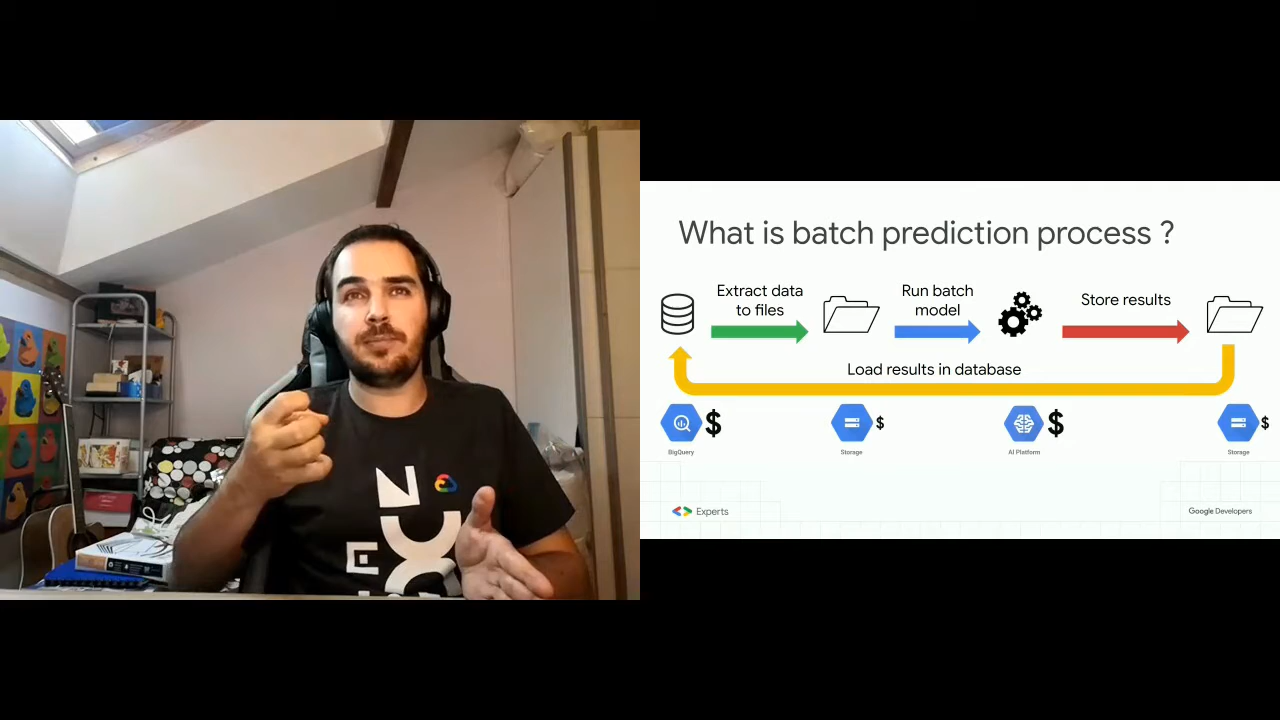 What is batch prediction process ?
Extract data
to files
Run batch
model
Store results
Load results in database
$
$
$
$
BigQuery
Storage
AI Platform
Storage
Experts
Google Developers
N
E